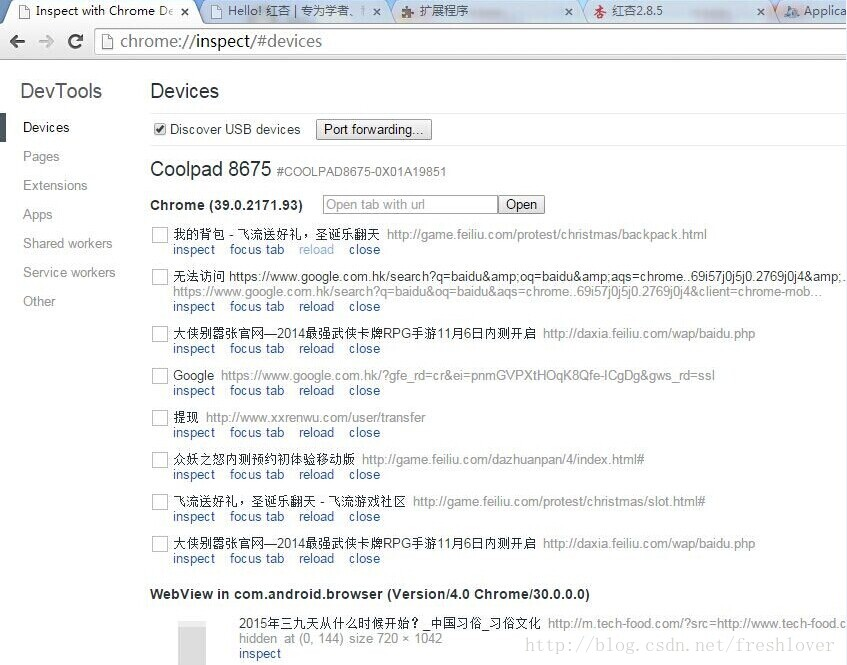 Inspect with Chrome De
Hello! 红杏 | 专为学者、
扩展程序
红杏2.8.5
Applica
chrome://inspect/#devices
DevTools
Devices
Pages
Extensions
Apps
Shared workers
Service workers
Other
Devices
Discover USB devices
Port forwarding...
Coolpad 8675 #COOLPAD8675-0X01A19851
Chrome (39.0.2171.93) Open tab with url Open
我的背包 - 飞流送好礼，圣诞乐翻天 http://game.feiliu.com/protest/christmas/backpack.html
inspect focus tab reload close
无法访问 https://www.google.com.hk/search?q=baidu&amp;oq=baidu&amp;aqs=chrome..69i57j0j5j0.2769j0j4&amp;.
https://www.google.com.hk/search?q=baidu&oq=baidu&aqs=chrome..69i57j0j5j0.2769j0j4&client=chrome-mob...
inspect focus tab reload close
大侠别嚣张官网—2014最强武侠卡牌RPG手游11月6日内测开启 http://daxia.feiliu.com/wap/baidu.php
inspect focus tab reload close
Google https://www.google.com.hk/?gfe_rd=cr&ei=pnmGVPXtHOqK8Qfe-ICgDg&gws_rd=ssl
inspect focus tab reload close
提现 http://www.xxrenwu.com/user/transfer
inspect focus tab reload close
众妖之怒内测预约初体验移动版 http://game.feiliu.com/dazhuanpan/4/index.html#
inspect focus tab reload close
飞流送好礼，圣诞乐翻天 - 飞流游戏社区 http://game.feiliu.com/protest/christmas/slot.html#
inspect focus tab reload close
大侠别嚣张官网—2014最强武侠卡牌RPG手游11月6日内测开启 http://daxia.feiliu.com/wap/baidu.php
inspect focus tab reload close
WebView in com.android.browser (Version/4.0 Chrome/30.0.0.0)
2015年三九天从什么时候开始？_中国习俗_习俗文化 http://m.tech-food.com/?src=http://www.tech-food.c
hidden at (0, 144) size 720 × 1042
inspect
http://blog.csdn.net/freshlover